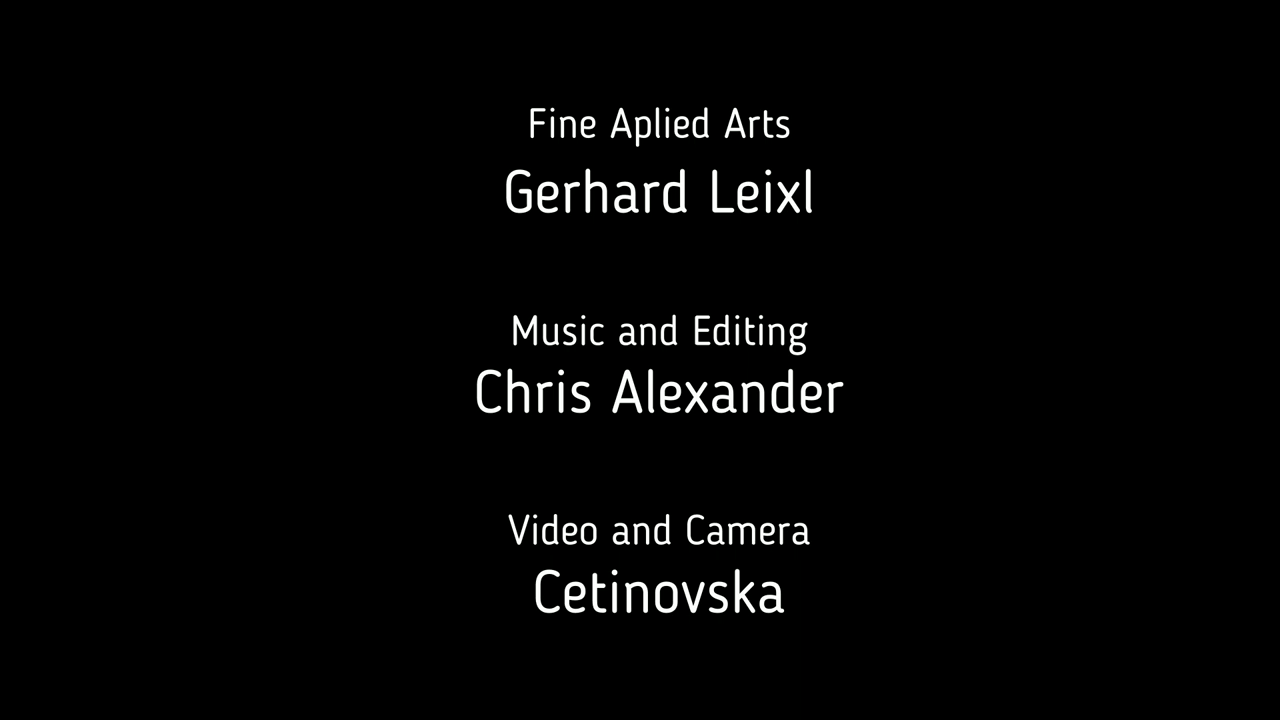 Fine Aplied Arts
Gerhard Leixl
Music and Editing
Chris Alexander
Video and Camera
Cetinovska